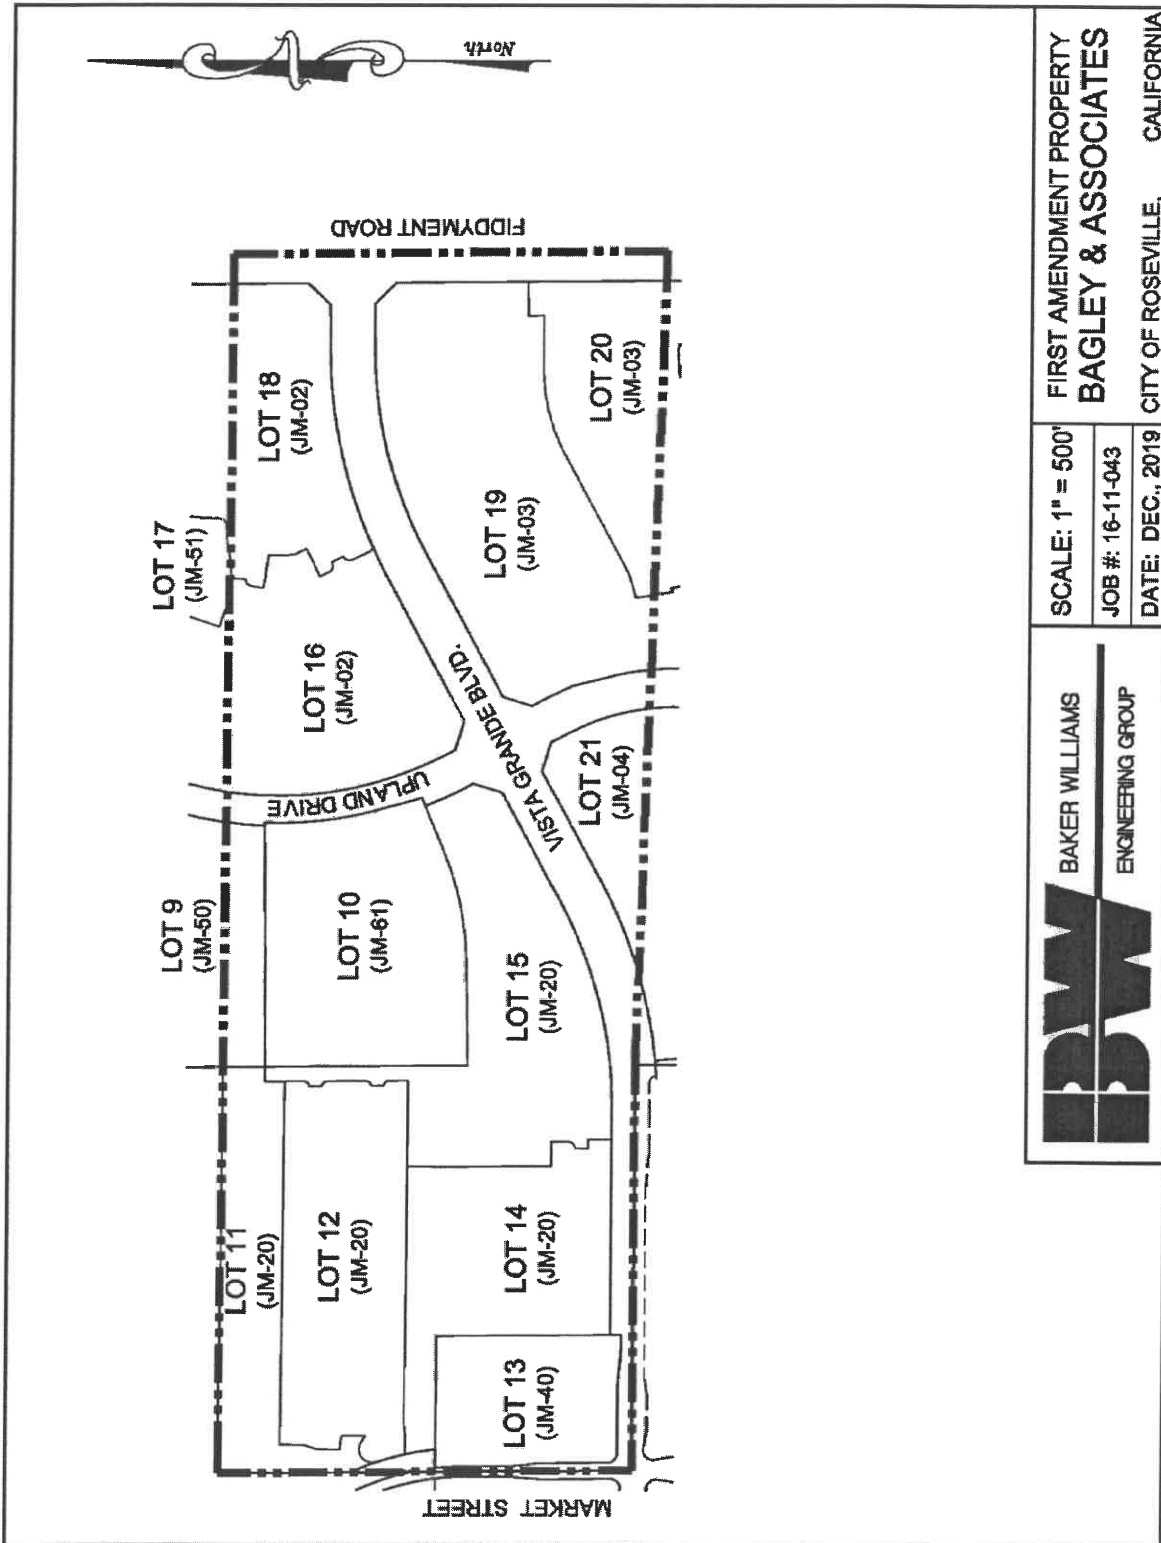 North
FIDDYMENT ROAD
LOT 17
(JM-51)
LOT 18
(JM-02)
LOT 20
(JM-03)
LOT 19
(JM-03)
LOT 16
(JM-02)
VISTA GRANDE BLVD.
UPLAND DRIVE
LOT 21
(JM-04)
LOT 9
(JM-50)
LOT 10
(JM-61)
LOT 15
(JM-20)
LOT 11
(JM-20)
LOT 12
(JM-20)
LOT 14
(JM-20)
LOT 13
(JM-40)
MARKET STREET
BW
BAKER WILLIAMS
ENGINEERING GROUP
SCALE: 1" = 500'
JOB #: 16-11-043
DATE: DEC., 2019
FIRST AMENDMENT PROPERTY
BAGLEY & ASSOCIATES
CITY OF ROSEVILLE, CALIFORNIA